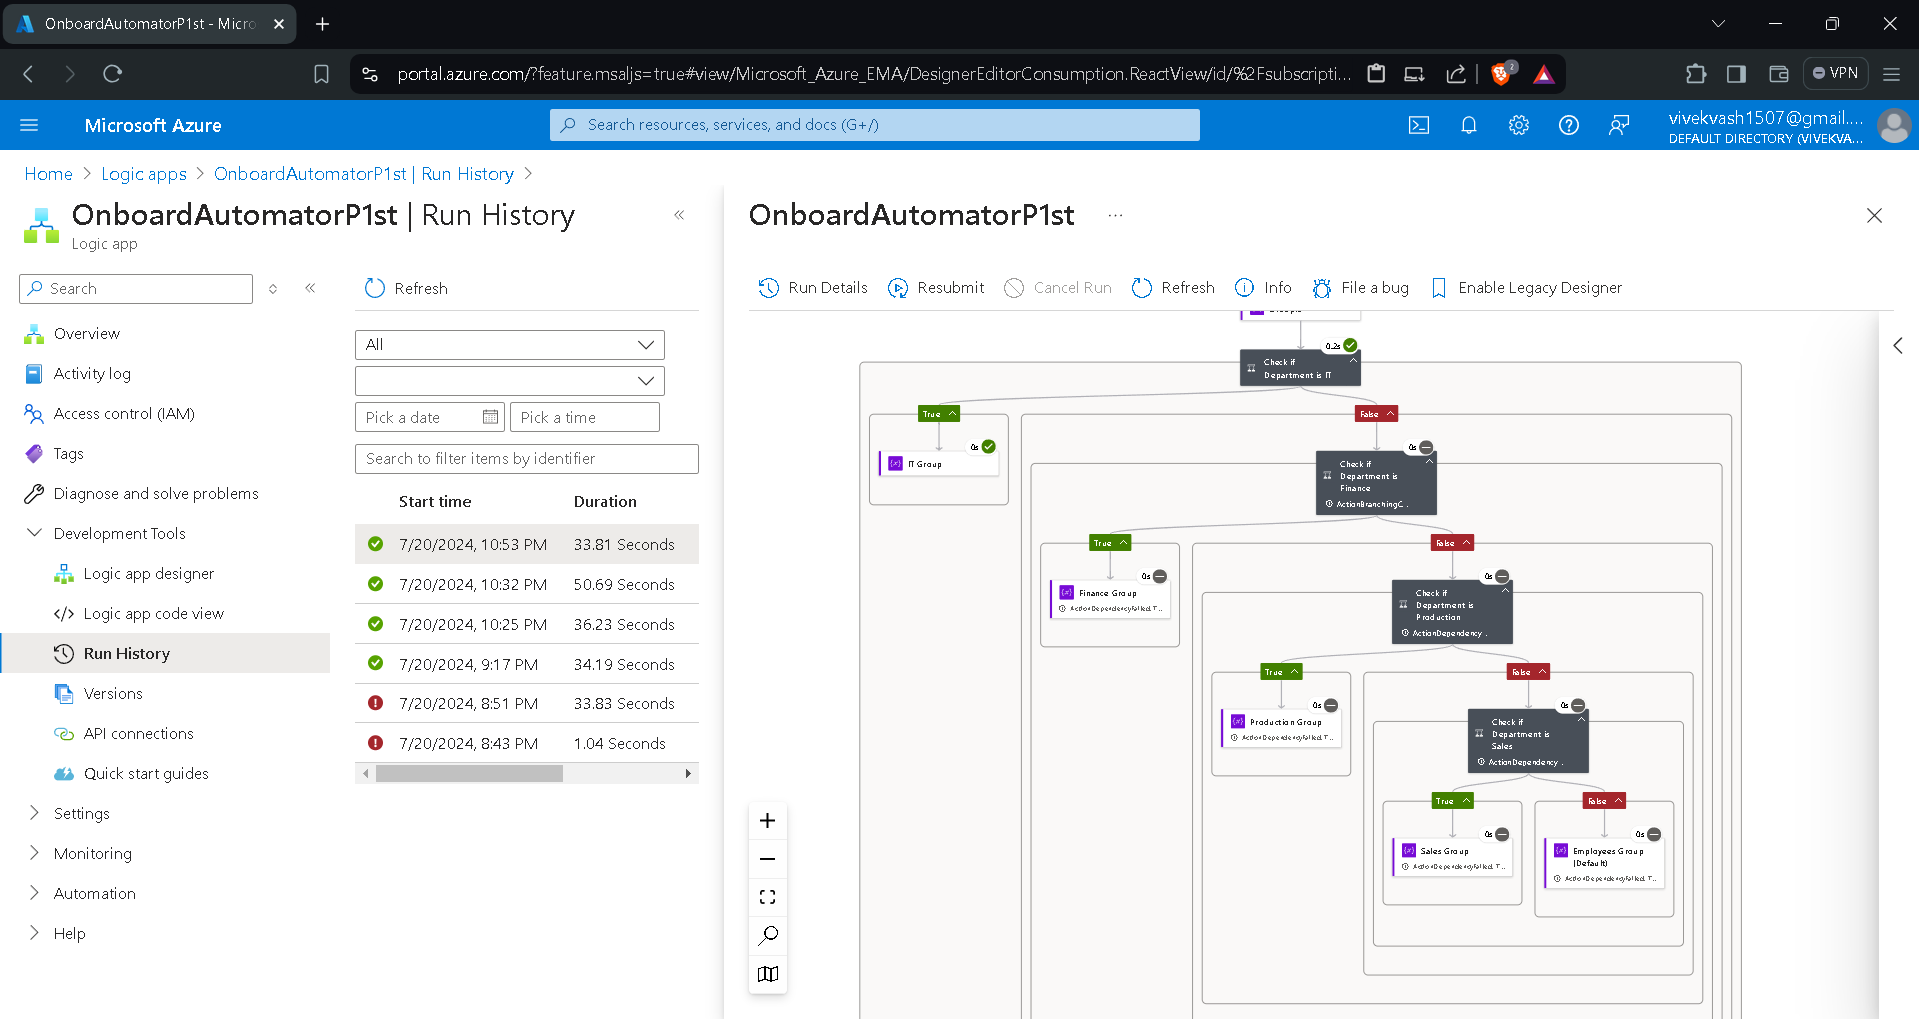 OnboardAutomatorP1st - Micro
portal.azure.com/?feature.msaljs=true#view/Microsoft_Azure_EMA/DesignerEditorConsumption.ReactView/id/%2Fsubscripti...
2
VPN
Microsoft Azure
Search resources, services, and docs (G+/)
vivekvash1507@gmail....
DEFAULT DIRECTORY (VIVEKVA...
Home > Logic apps > OnboardAutomatorP1st | Run History >
OnboardAutomatorP1st | Run History
Logic app
Search
Overview
Activity log
Access control (IAM)
Tags
Diagnose and solve problems
Development Tools
Logic app designer
Logic app code view
Run History
Versions
API connections
Quick start guides
Settings
Monitoring
Automation
Help
Refresh
All
Pick a date
Pick a time
Search to filter items by identifier
Start time Duration
7/20/2024, 10:53 PM 33.81 Seconds
7/20/2024, 10:32 PM 50.69 Seconds
7/20/2024, 10:25 PM 36.23 Seconds
7/20/2024, 9:17 PM 34.19 Seconds
7/20/2024, 8:51 PM 33.83 Seconds
7/20/2024, 8:43 PM 1.04 Seconds
OnboardAutomatorP1st ...
Run Details
Resubmit
Cancel Run
Refresh
Info
File a bug
Enable Legacy Designer
0.2s
Check if
Department is IT
True
False
0s
IT Group
0s
Check if
Department is
Finance
ActionBranchingC...
True
False
0s
Finance Group
ActionDependencyFailed. T...
0s
Check if
Department is
Production
ActionDependency...
True
False
0s
Production Group
ActionDependencyFailed. T...
0s
Check if
Department is
Sales
ActionDependency...
True
False
0s
Sales Group
ActionDependencyFailed. T...
0s
Employees Group
(Default)
ActionDependencyFailed. T...